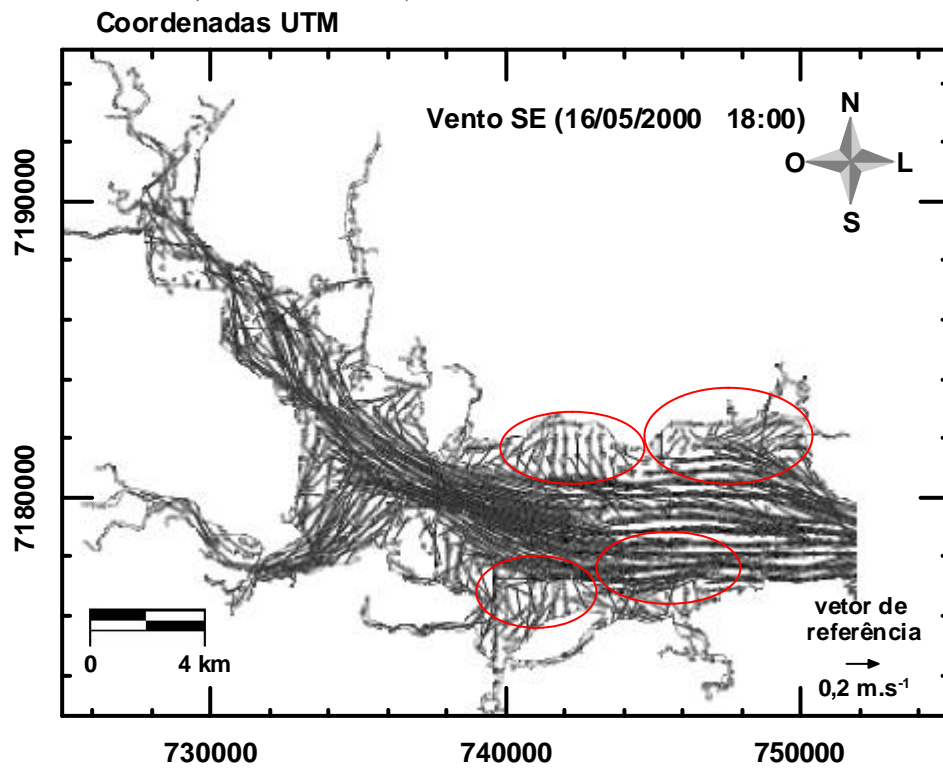 Coordenadas UTM
Vento SE (16/05/2000 18:00)
N
O
L
S
7190000
7180000
0 4 km
vetor de
referência
0,2 m.s-1
730000 740000 750000